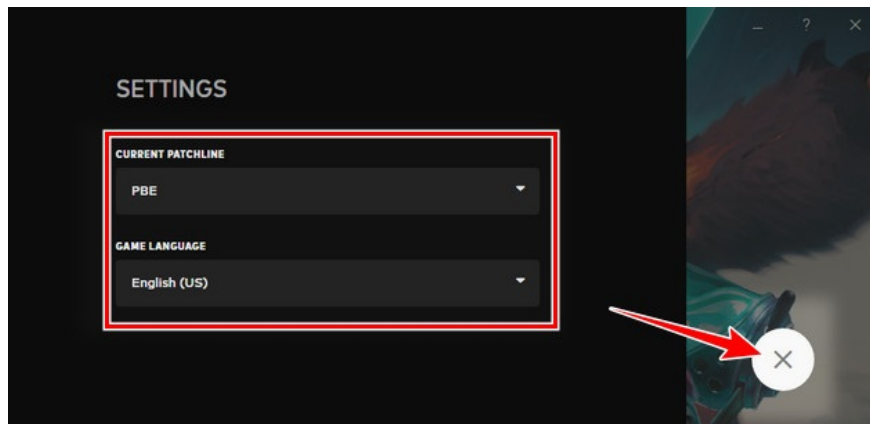 ?
SETTINGS
CURRENT PATCHLINE
PBE
GAME LANGUAGE
English (US)